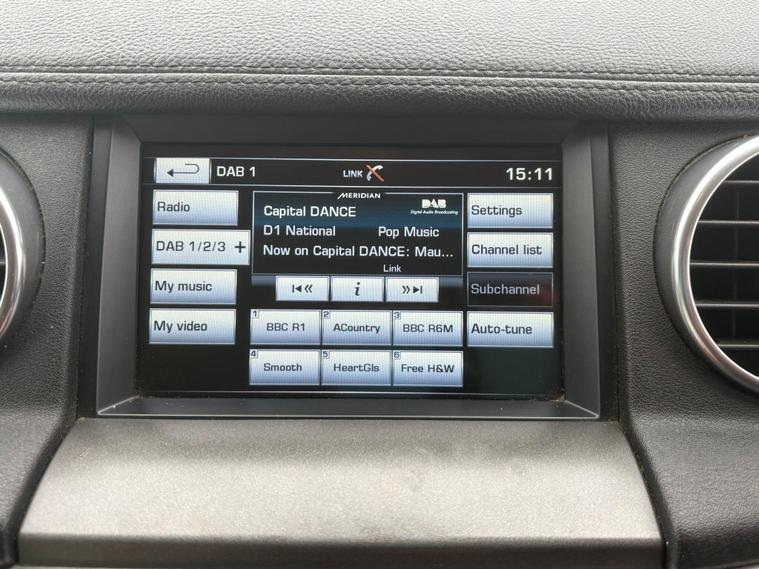 DAB 1
LINK
15:11
Radio
DAB 1/2/3 +
My music
My video
MERIDIAN
Capital DANCE
DAB
Digital Audio Broadcasting
D1 National Pop Music
Now on Capital DANCE: Mau...
Link
i
Settings
Channel list
Subchannel
Auto-tune
1 BBC R1
2 ACountry
3 BBC R6M
4 Smooth
5 HeartGls
6 Free H&W